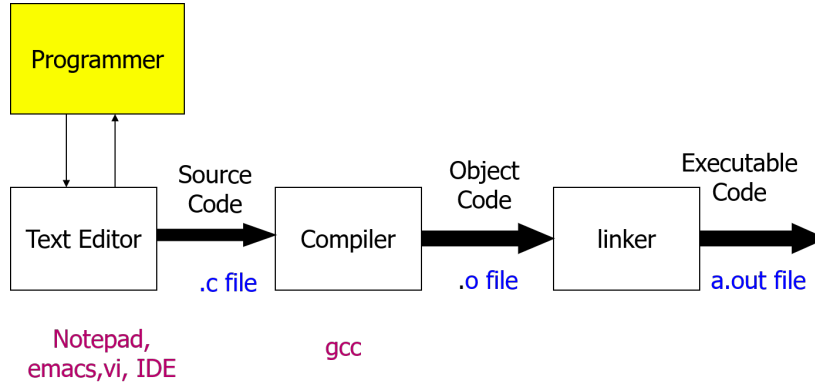 Programmer
Source
Code
Object
Code
Executable
Code
Text Editor
Compiler
linker
.c file
.o file
a.out file
Notepad,
emacs,vi, IDE
gcc